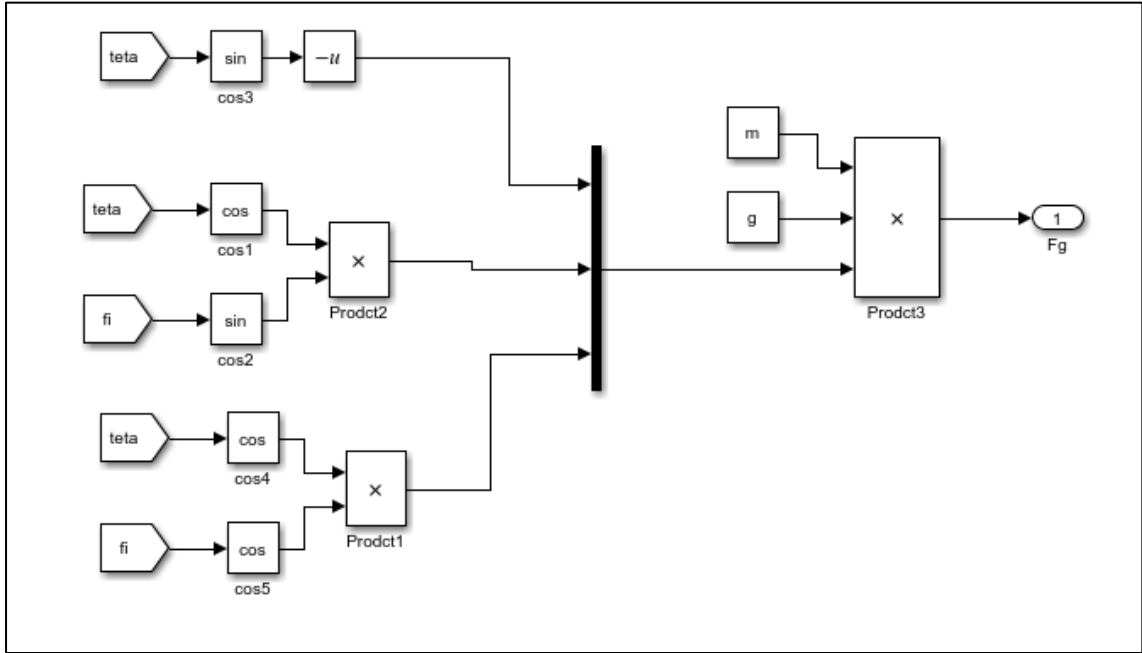 teta
sin
−u
cos3
m
teta
cos
cos1
×
Prodct2
g
×
1
Fg
fi
sin
cos2
Prodct3
teta
cos
cos4
×
Prodct1
fi
cos
cos5